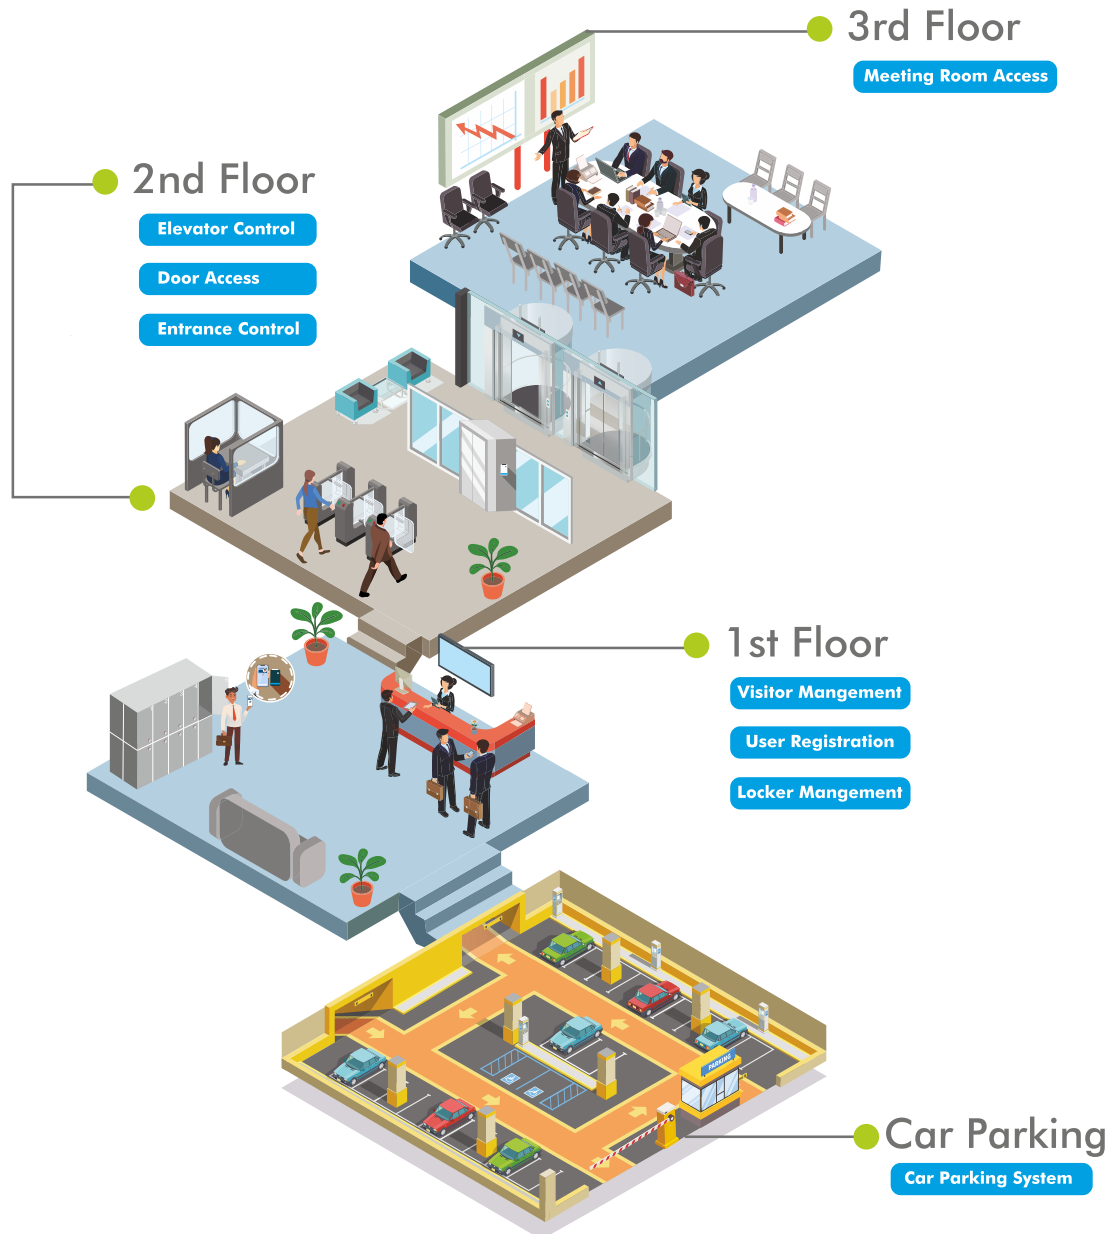 3rd Floor
Meeting Room Access
2nd Floor
Elevator Control
Door Access
Entrance Control
1st Floor
Visitor Mangement
User Registration
Locker Mangement
PARKING
Car Parking
Car Parking System